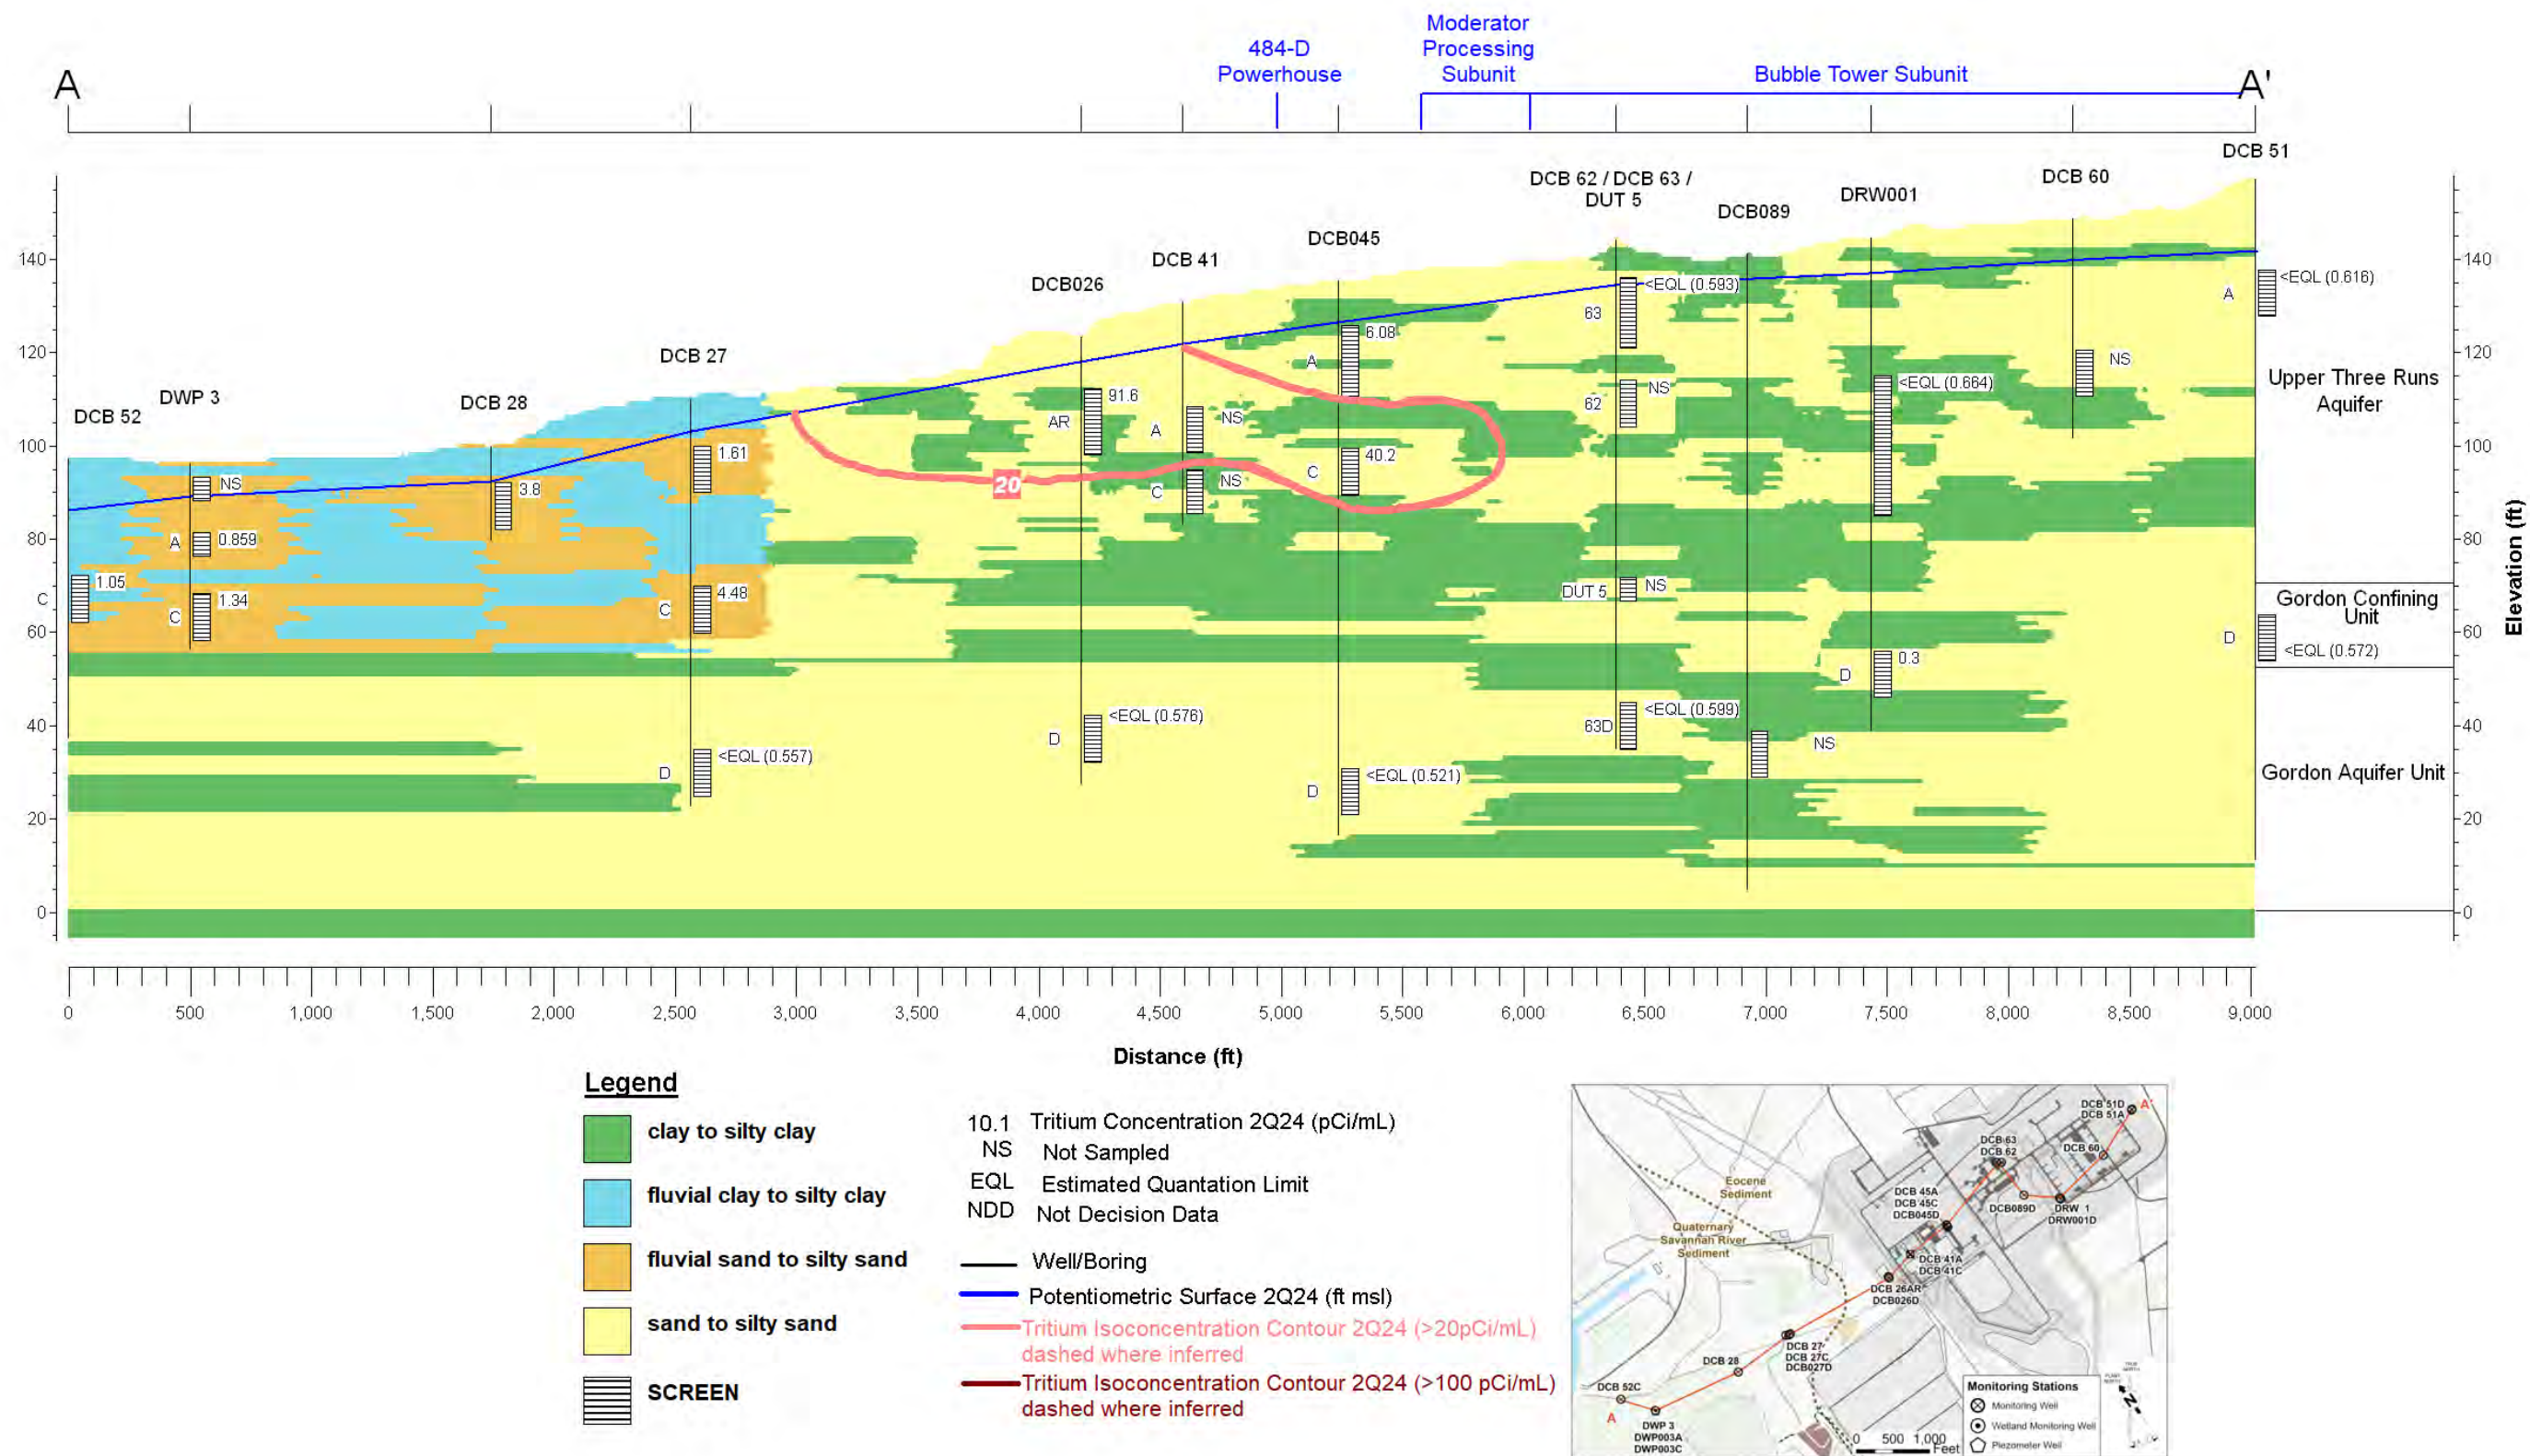 Moderator
484-D
Processing
A
Powerhouse
Subunit
Bubble Tower Subunit
A'
DCB 51
DCB 62 / DCB 63 /
DUT 5
DCB 60
DRW001
DCB089
DCB045
DCB 41
DCB026
DCB 27
DCB 28
DWP 3
DCB 52
140
120
100
80
60
40
20
0
140
120
100
80
60
40
20
0
Elevation (ft)
C
1.05
NS
A
0.859
C
1.34
3.8
1.61
C
4.48
D
<EQL (0.557)
20
AR
91.6
D
<EQL (0.576)
A
NS
C
NS
A
6.08
C
40.2
D
<EQL (0.521)
63
<EQL (0.593)
62
NS
DUT 5
NS
63D
<EQL (0.599)
NS
<EQL (0.664)
D
0.3
NS
A
<EQL (0.616)
D
<EQL (0.572)
Upper Three Runs
Aquifer
Gordon Confining
Unit
Gordon Aquifer Unit
0
500
1,000
1,500
2,000
2,500
3,000
3,500
4,000
4,500
5,000
5,500
6,000
6,500
7,000
7,500
8,000
8,500
9,000
Distance (ft)
Legend
clay to silty clay
fluvial clay to silty clay
fluvial sand to silty sand
sand to silty sand
SCREEN
10.1 Tritium Concentration 2Q24 (pCi/mL)
NS Not Sampled
EQL Estimated Quantation Limit
NDD Not Decision Data
Well/Boring
Potentiometric Surface 2Q24 (ft msl)
Tritium Isoconcentration Contour 2Q24 (>20pCi/mL)
dashed where inferred
Tritium Isoconcentration Contour 2Q24 (>100 pCi/mL)
dashed where inferred
DCB 51D
DCB 51A
A'
DCB 63
DCB 62
DCB 60
Eocene
Sediment
DCB 45A
DCB 45C
DCB045D
DCB089D
DRW 1
DRW001D
Quaternary
Savannah River
Sediment
DCB 41A
DCB 41C
DCB 26AR
DCB026D
DCB 27
DCB 27C
DCB027D
DCB 28
DCB 52C
A
DWP 3
DWP003A
DWP003C
TRUE
NORTH
PLANT
NORTH
N
0 500 1,000
Feet
Monitoring Stations
Monitoring Well
Wetland Monitoring Well
Piezometer Well